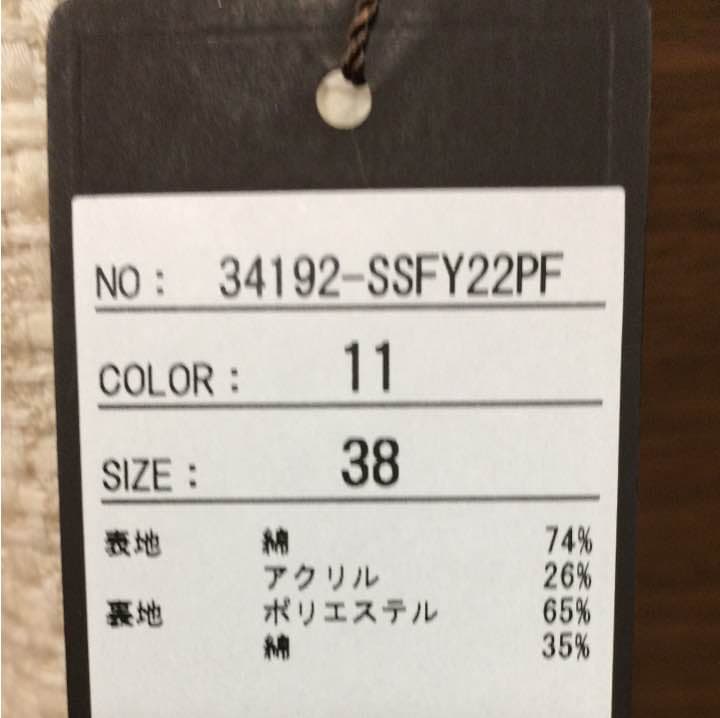 NO： 34192-SSFY22PF
COLOR： 11
SIZE： 38
表地 綿 74%
アクリル 26%
裏地 ポリエステル 65%
綿 35%